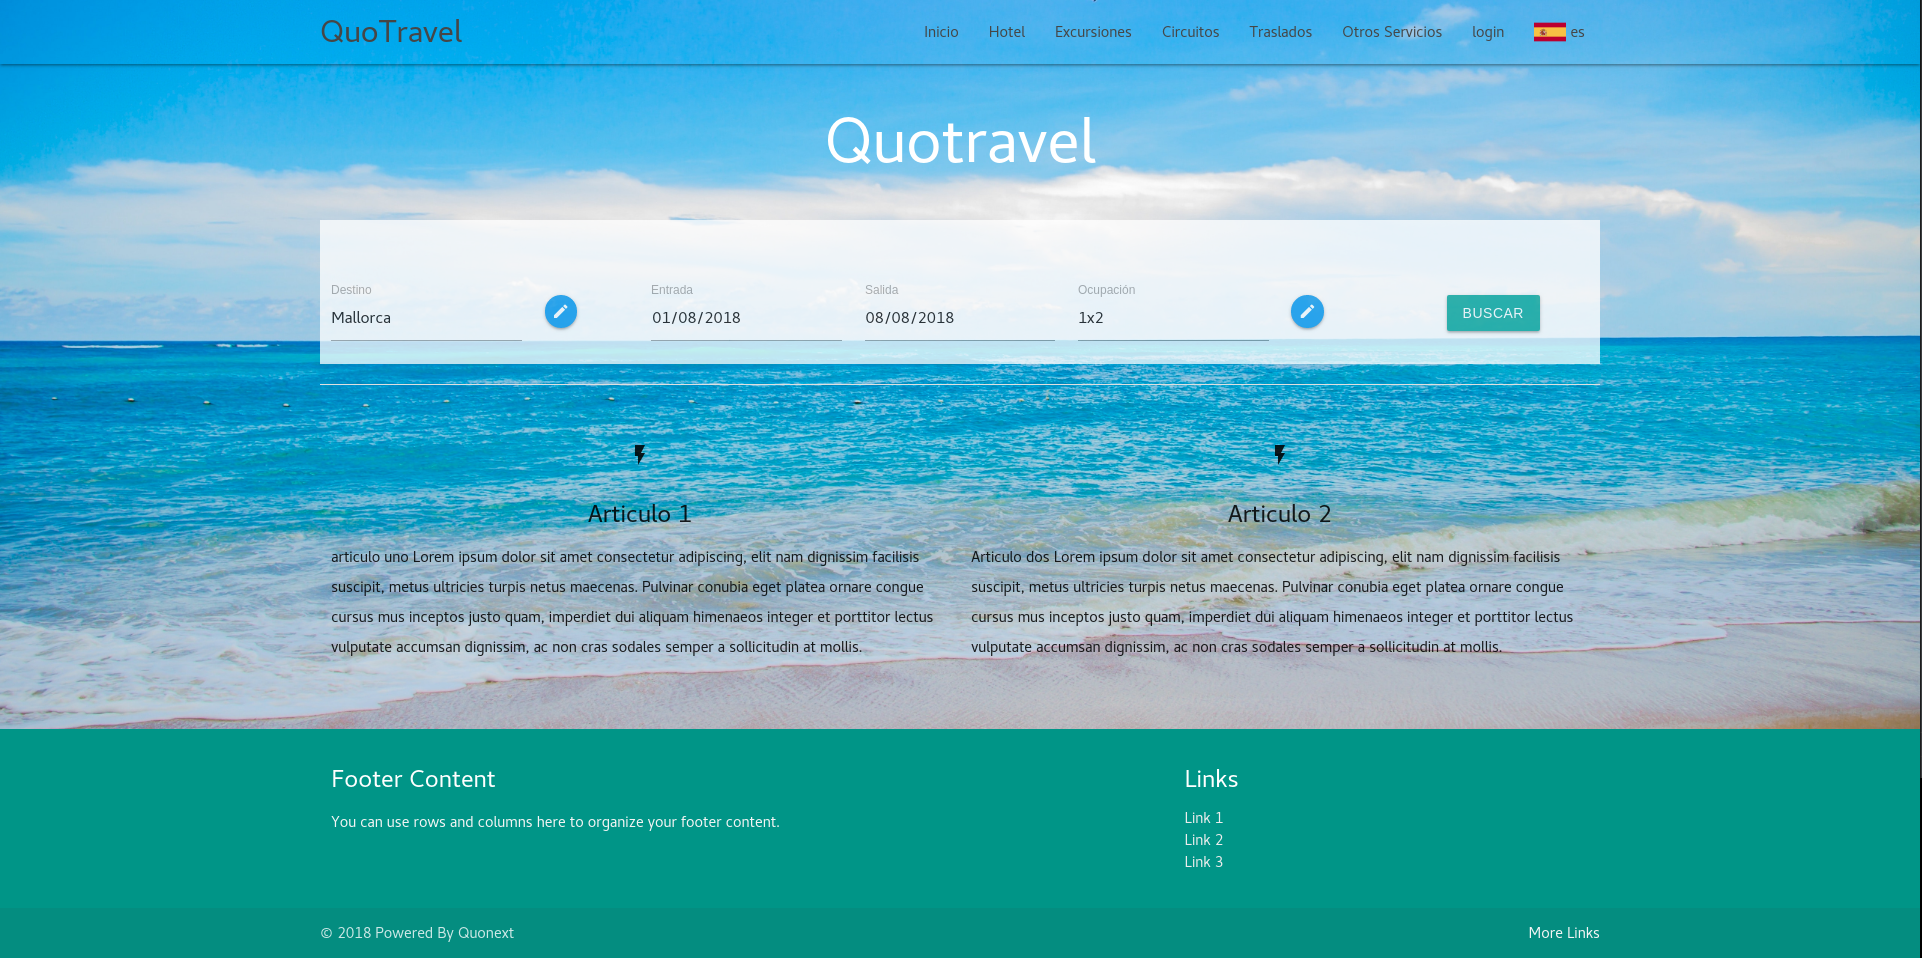 QuoTravel
Inicio Hotel Excursiones Circuitos Traslados Otros Servicios login es
Quotravel
Destino Entrada Salida Ocupación
Mallorca 01/08/2018 08/08/2018 1x2 BUSCAR
Articulo 1
articulo uno Lorem ipsum dolor sit amet consectetur adipiscing, elit nam dignissim facilisis
suscipit, metus ultricies turpis netus maecenas. Pulvinar conubia eget platea ornare congue
cursus mus inceptos justo quam, imperdiet dui aliquam himenaeos integer et porttitor lectus
vulputate accumsan dignissim, ac non cras sodales semper a sollicitudin at mollis.
Articulo 2
Articulo dos Lorem ipsum dolor sit amet consectetur adipiscing, elit nam dignissim facilisis
suscipit, metus ultricies turpis netus maecenas. Pulvinar conubia eget platea ornare congue
cursus mus inceptos justo quam, imperdiet dui aliquam himenaeos integer et porttitor lectus
vulputate accumsan dignissim, ac non cras sodales semper a sollicitudin at mollis.
Footer Content
You can use rows and columns here to organize your footer content.
Links
Link 1
Link 2
Link 3
© 2018 Powered By Quonext
More Links